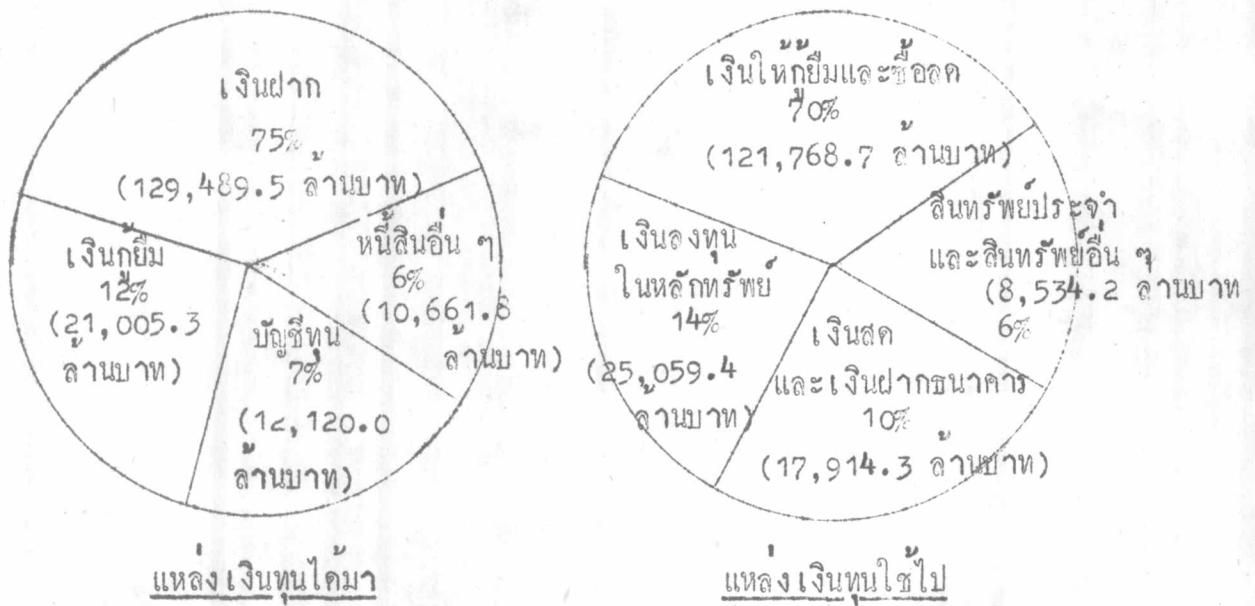 เงินฝาก
75%
(129,489.5 ล้านบาท)
เงินกู้ยืม
12%
(21,005.3
ล้านบาท)
หนี้สินอื่น ๆ
6%
(10,661.8
ล้านบาท)
บัญชีทุน
7%
(12,120.0
ล้านบาท)
แหล่งเงินทุนได้มา
เงินให้กู้ยืมและซื้อลด
70%
(121,768.7 ล้านบาท)
สินทรัพย์ประจำ
และสินทรัพย์อื่น ๆ
(8,534.2 ล้านบาท
6%
เงินลงทุน
ในหลักทรัพย์
14%
(25,059.4
ล้านบาท)
เงินสด
และเงินฝากธนาคาร
10%
(17,914.3 ล้านบาท)
แหล่งเงินทุนใช้ไป